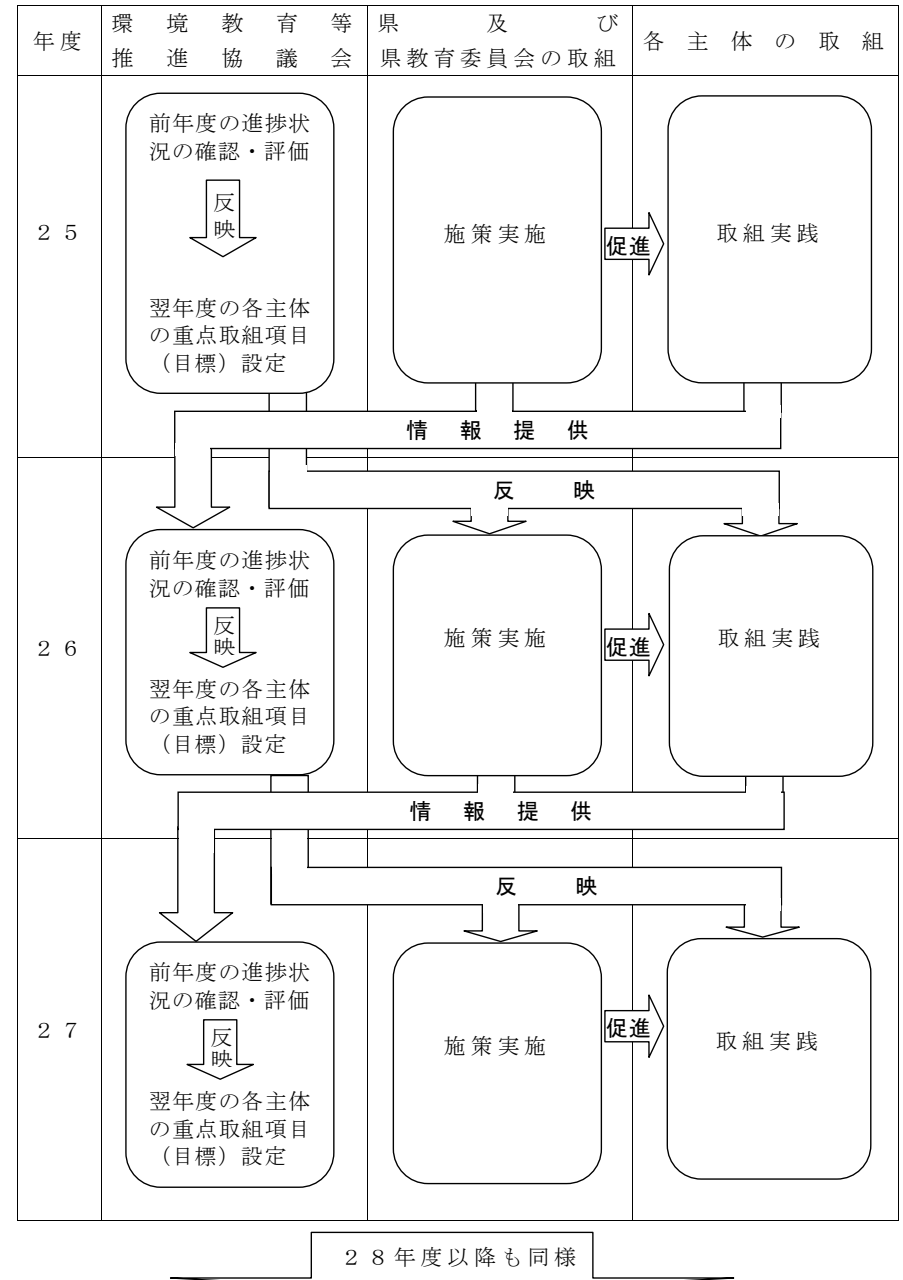 年度
環境教育等
推進協議会
県及び
県教育委員会の取組
各主体の取組
２５
前年度の進捗状
況の確認・評価
反
映
翌年度の各主体
の重点取組項目
（目標）設定
施策実施
促進
取組実践
情報提供
反映
２６
前年度の進捗状
況の確認・評価
反
映
翌年度の各主体
の重点取組項目
（目標）設定
施策実施
促進
取組実践
情報提供
反映
２７
前年度の進捗状
況の確認・評価
反
映
翌年度の各主体
の重点取組項目
（目標）設定
施策実施
促進
取組実践
２８年度以降も同様